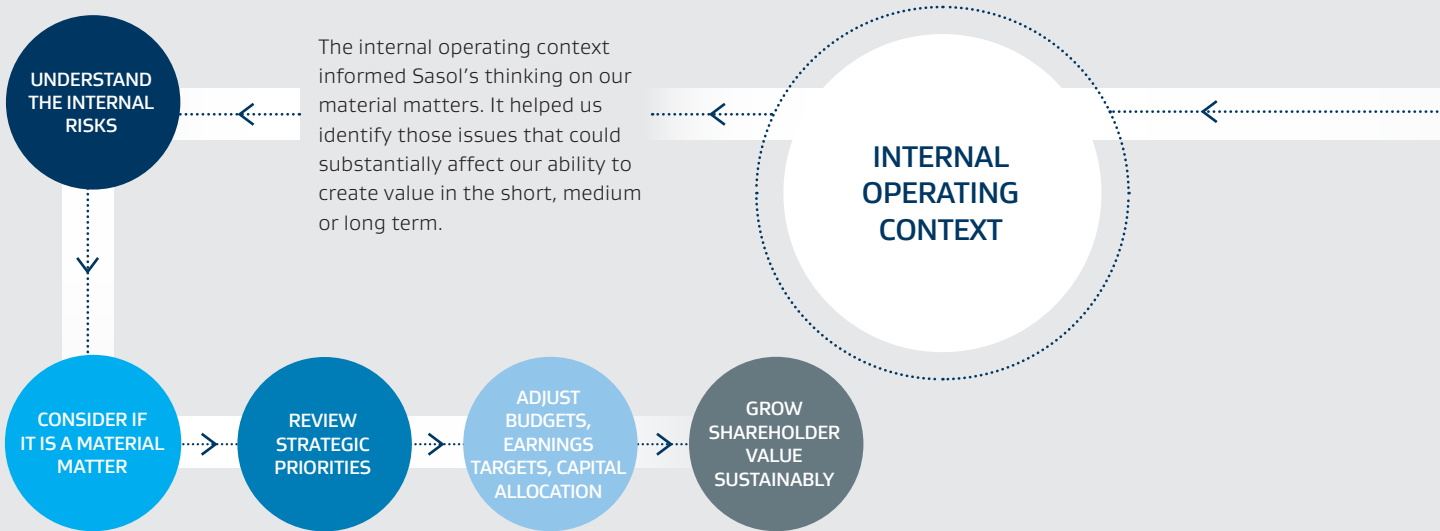 INTERNAL
OPERATING
CONTEXT
The internal operating context
informed Sasol’s thinking on our
material matters. It helped us
identify those issues that could
substantially affect our ability to
create value in the short, medium
or long term.
UNDERSTAND
THE INTERNAL
RISKS
CONSIDER IF
IT IS A MATERIAL
MATTER
REVIEW
STRATEGIC
PRIORITIES
ADJUST
BUDGETS,
EARNINGS
TARGETS, CAPITAL
ALLOCATION
GROW
SHAREHOLDER
VALUE
SUSTAINABLY